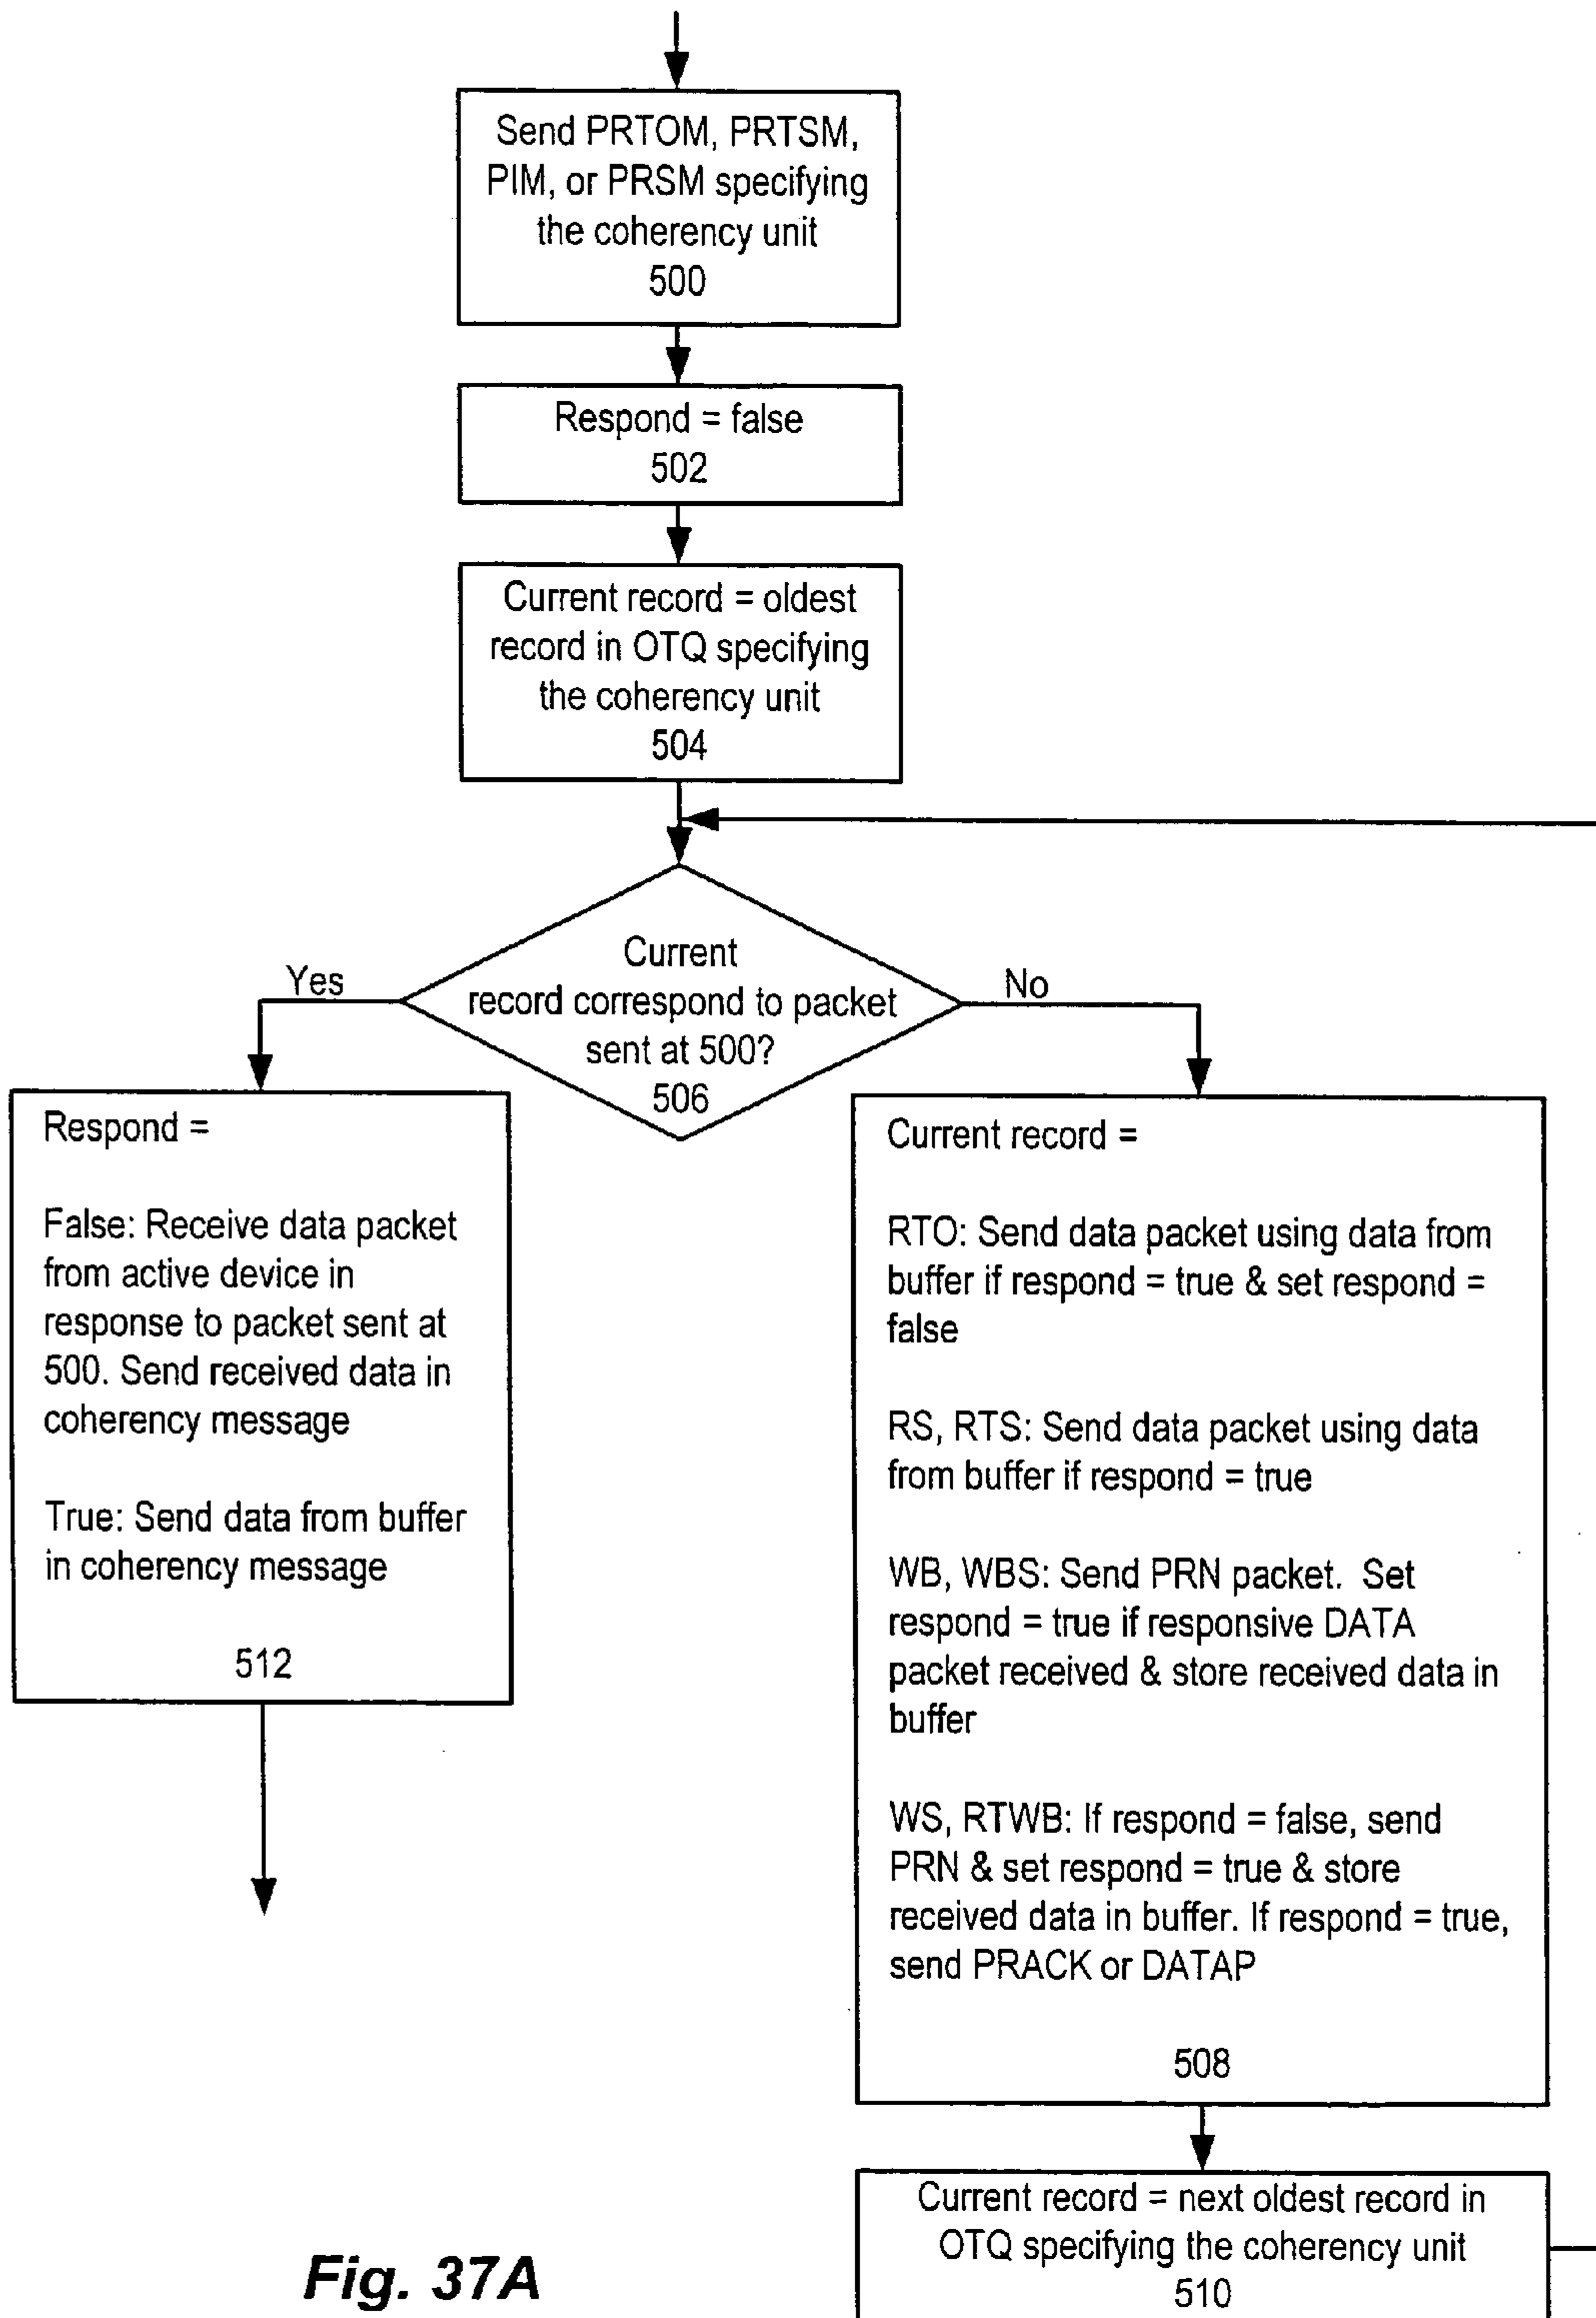 Send PRTOM, PRTSM,
PIM, or PRSM specifying
the coherency unit
500
Respond = false
502
Current record = oldest
record in OTQ specifying
the coherency unit
504
Current
record correspond to packet
sent at 500?
506
Yes
No
Respond =
False: Receive data packet
from active device in
response to packet sent at
500. Send received data in
coherency message
True: Send data from buffer
in coherency message
512
Current record =
RTO: Send data packet using data from
buffer if respond = true & set respond =
false
RS, RTS: Send data packet using data
from buffer if respond = true
WB, WBS: Send PRN packet. Set
respond = true if responsive DATA
packet received & store received data in
buffer
WS, RTWB: If respond = false, send
PRN & set respond = true & store
received data in buffer. If respond = true,
send PRACK or DATAP
508
Current record = next oldest record in
OTQ specifying the coherency unit
510
Fig. 37A